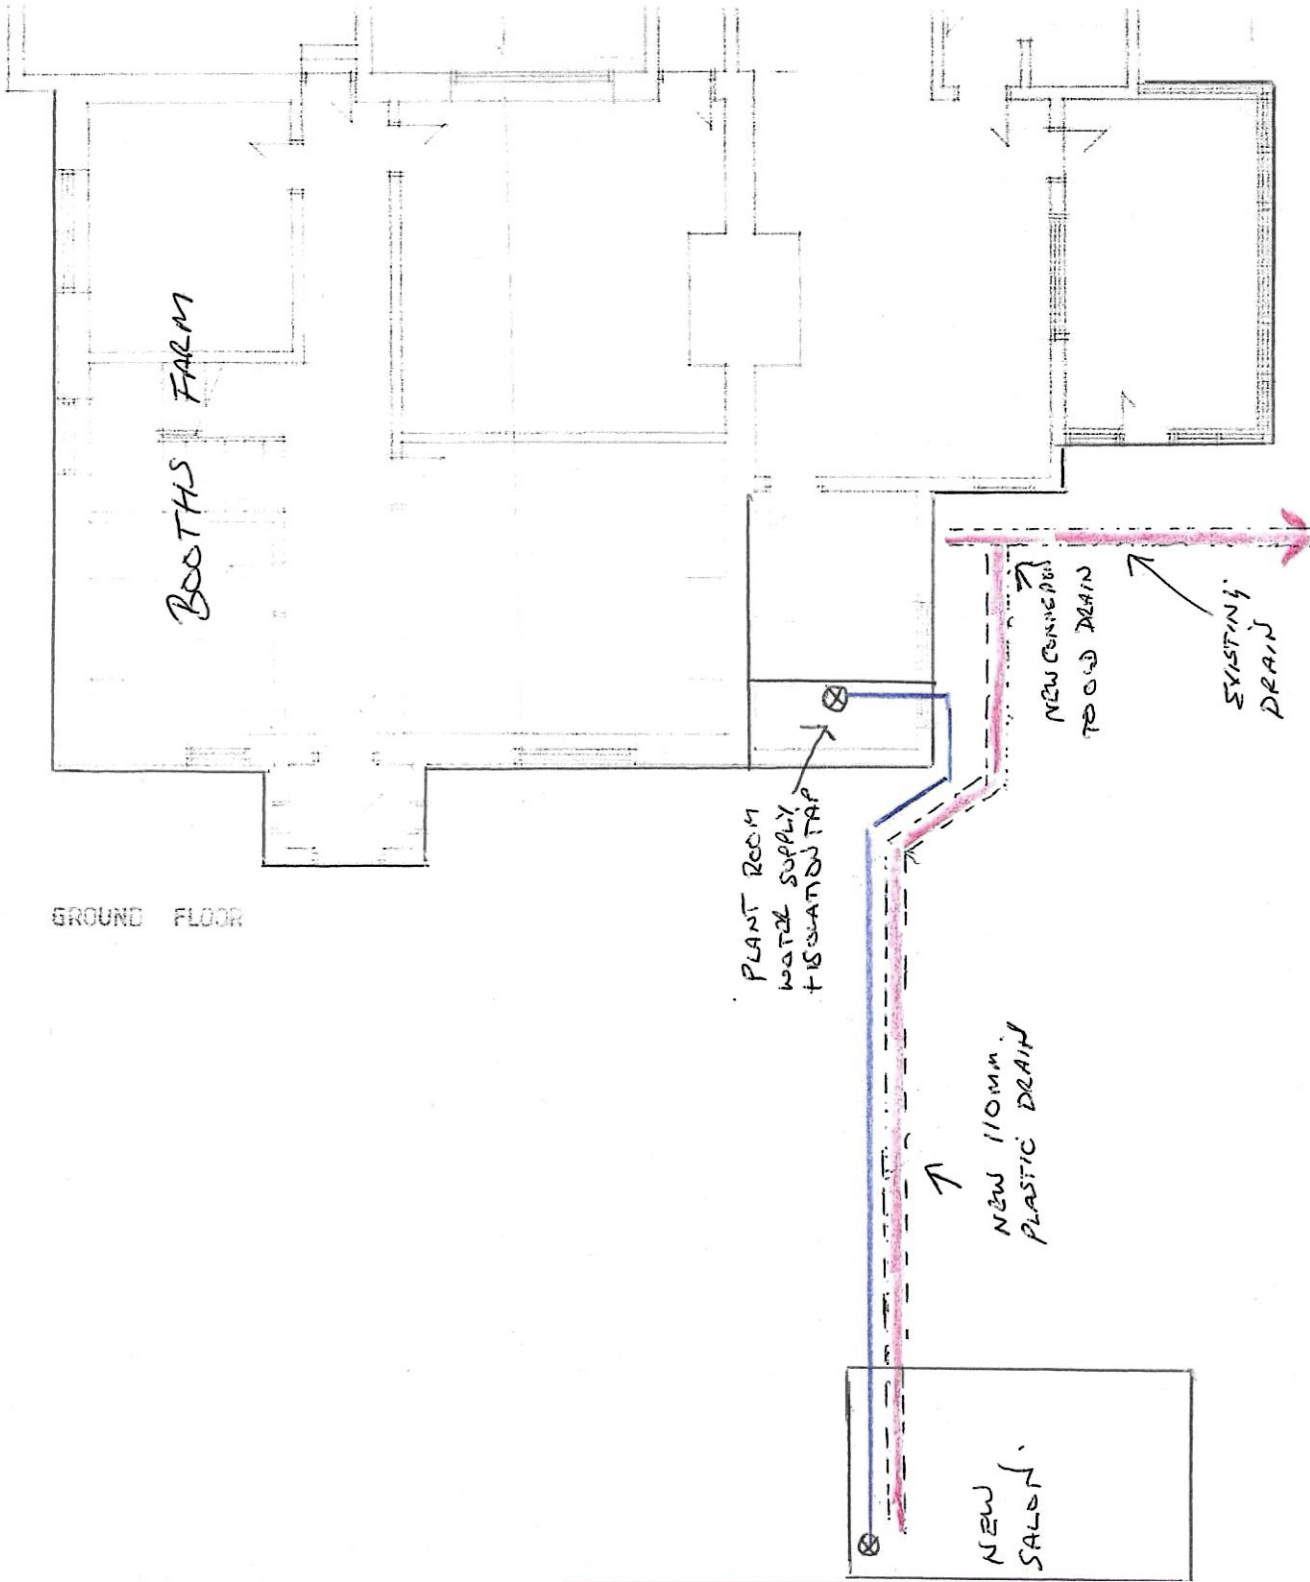 BOOTHS FARM
GROUND FLOOR
PLANT ROOM
WATER SUPPLY
+ ISOLATION TAP
NEW CONNECTION
TO OLD DRAIN
EXISTING
DRAIN
NEW 110MM.
PLASTIC DRAIN
NEW
SALON.